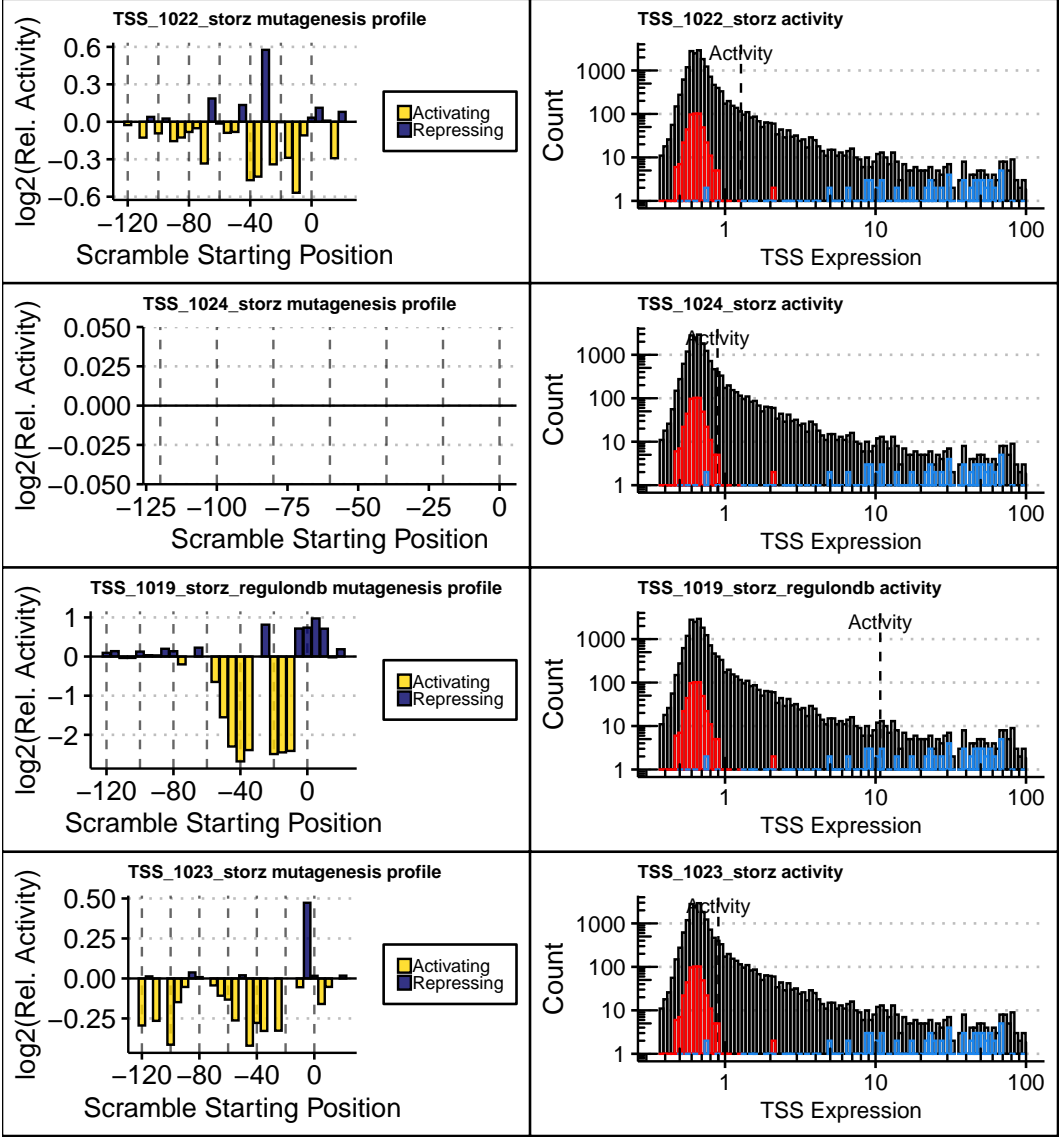 TSS_1022_storz mutagenesis profile
log2(Rel. Activity)
0.6
0.3
0.0
−0.3
−0.6
−120
−80
−40
0
Scramble Starting Position
Activating
Repressing
TSS_1022_storz activity
Activity
Count
1000
100
10
1
1
10
100
TSS Expression
TSS_1024_storz mutagenesis profile
log2(Rel. Activity)
0.050
0.025
0.000
−0.025
−0.050
−125
−100
−75
−50
−25
0
Scramble Starting Position
TSS_1024_storz activity
Activity
Count
1000
100
10
1
1
10
100
TSS Expression
TSS_1019_storz_regulondb mutagenesis profile
log2(Rel. Activity)
1
0
−1
−2
−120
−80
−40
0
Scramble Starting Position
Activating
Repressing
TSS_1019_storz_regulondb activity
Activity
Count
1000
100
10
1
1
10
100
TSS Expression
TSS_1023_storz mutagenesis profile
log2(Rel. Activity)
0.50
0.25
0.00
−0.25
−120
−80
−40
0
Scramble Starting Position
Activating
Repressing
TSS_1023_storz activity
Activity
Count
1000
100
10
1
1
10
100
TSS Expression